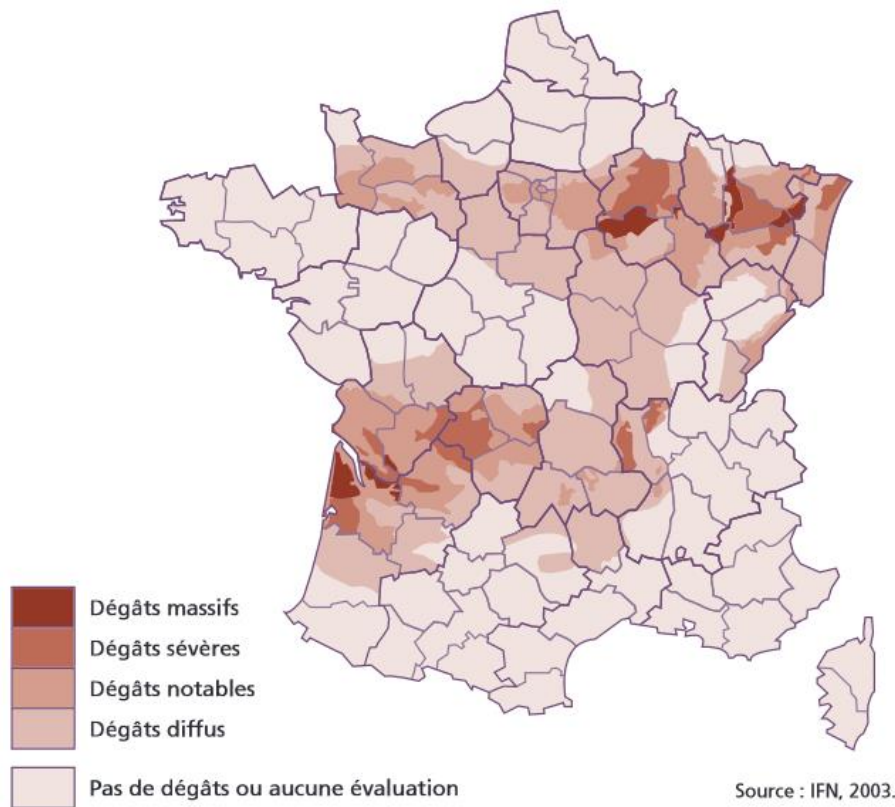 Dégâts massifs
Dégâts sévères
Dégâts notables
Dégâts diffus
Pas de dégâts ou aucune évaluation
Source : IFN, 2003.